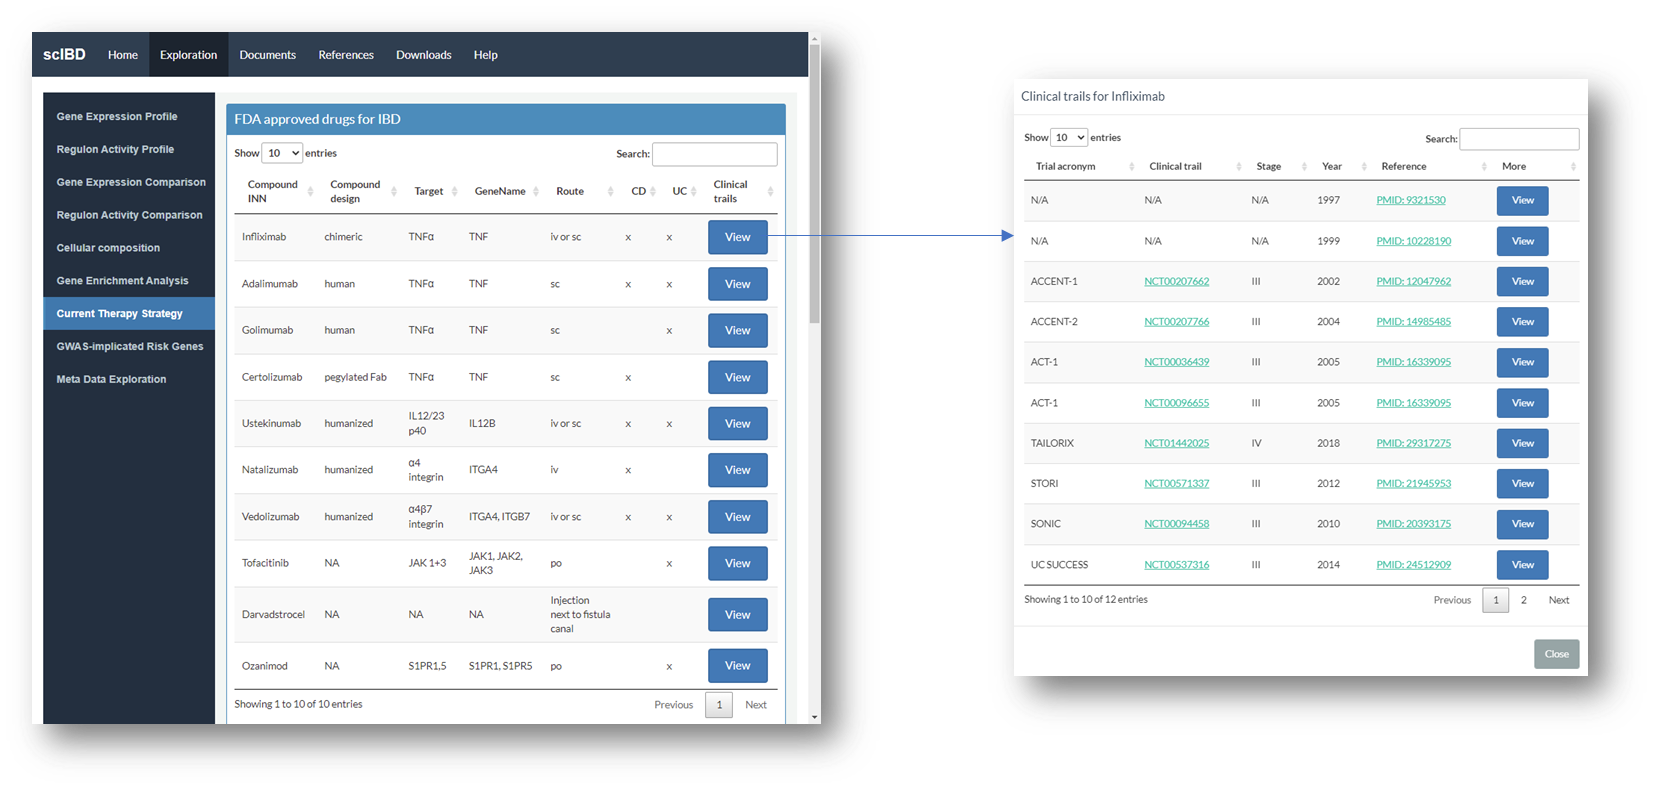 scIBD Home Exploration Documents References Downloads Help
Gene Expression Profile
Regulon Activity Profile
Gene Expression Comparison
Regulon Activity Comparison
Cellular composition
Gene Enrichment Analysis
Current Therapy Strategy
GWAS-implicated Risk Genes
Meta Data Exploration
FDA approved drugs for IBD
Show 10 entries Search:
Compound INN Compound design Target GeneName Route CD UC Clinical trails
Infliximab chimeric TNFα TNF iv or sc x x View
Adalimumab human TNFα TNF sc x x View
Golimumab human TNFα TNF sc x View
Certolizumab pegylated Fab TNFα TNF sc x View
Ustekinumab humanized IL12/23 p40 IL12B iv or sc x x View
Natalizumab humanized α4 integrin ITGA4 iv x View
Vedolizumab humanized α4β7 integrin ITGA4, ITGB7 iv or sc x x View
Tofacitinib NA JAK 1+3 JAK1, JAK2, JAK3 po x View
Darvadstrocel NA NA NA Injection next to fistula canal View
Ozanimod NA S1PR1,5 S1PR1, S1PR5 po x View
Showing 1 to 10 of 10 entries Previous 1 Next
Clinical trails for Infliximab
Show 10 entries Search:
Trial acronym Clinical trail Stage Year Reference More
N/A N/A N/A 1997 PMID: 9321530 View
N/A N/A N/A 1999 PMID: 10228190 View
ACCENT-1 NCT00207662 III 2002 PMID: 12047962 View
ACCENT-2 NCT00207766 III 2004 PMID: 14985485 View
ACT-1 NCT00036439 III 2005 PMID: 16339095 View
ACT-1 NCT00096655 III 2005 PMID: 16339095 View
TAILORIX NCT01442025 IV 2018 PMID: 29317275 View
STORI NCT00571337 III 2012 PMID: 21945953 View
SONIC NCT00094458 III 2010 PMID: 20393175 View
UC SUCCESS NCT00537316 III 2014 PMID: 24512909 View
Showing 1 to 10 of 12 entries Previous 1 2 Next
Close